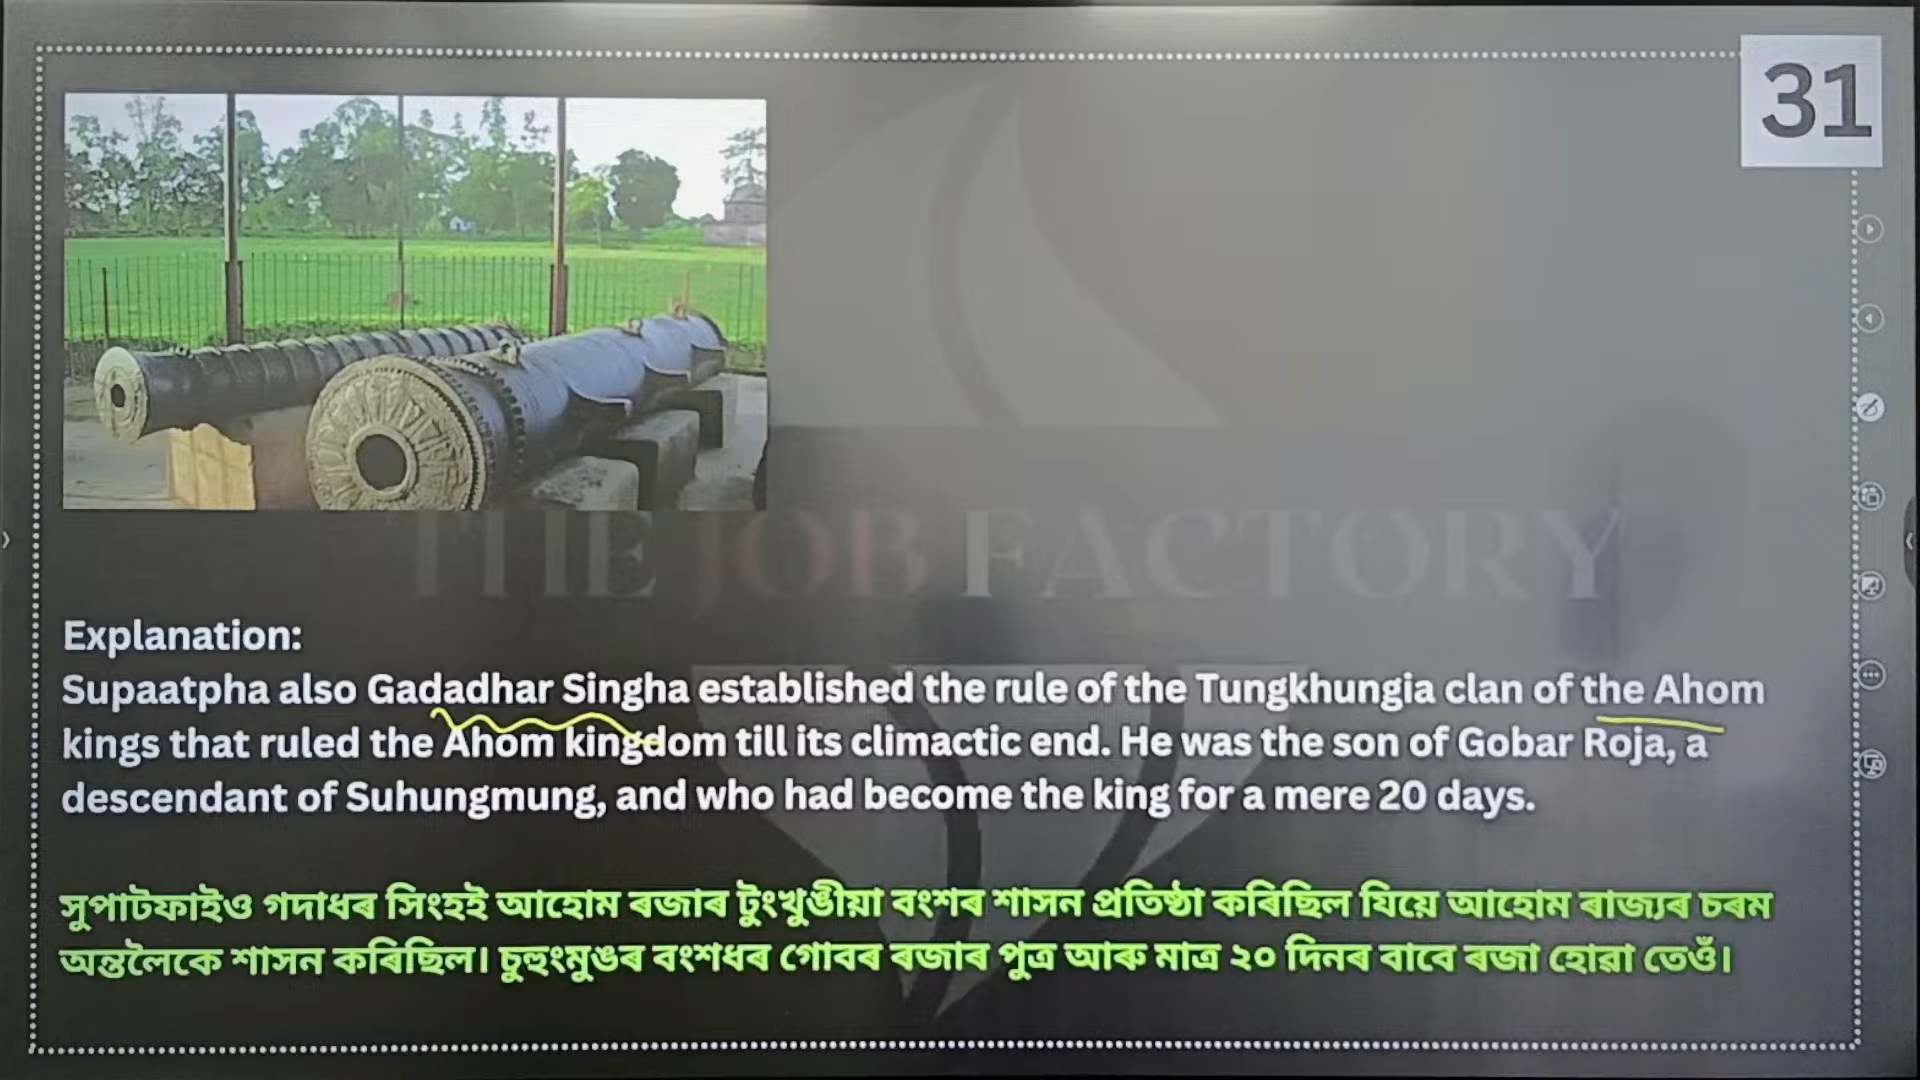 31
THE JOB FACTORY
Explanation:
Supaatpha also Gadadhar Singha established the rule of the Tungkhungia clan of the Ahom
kings that ruled the Ahom kingdom till its climactic end. He was the son of Gobar Roja, a
descendant of Suhungmung, and who had become the king for a mere 20 days.
সুপাটফাইও গদাধৰ সিংহই আহোম ৰজাৰ টুংখুঙীয়া বংশৰ শাসন প্ৰতিষ্ঠা কৰিছিল যিয়ে আহোম ৰাজ্যৰ চৰম
অন্তলৈকে শাসন কৰিছিল। চুহুংমুঙৰ বংশধৰ গোবৰ ৰজাৰ পুত্ৰ আৰু মাত্ৰ ২০ দিনৰ বাবে ৰজা হোৱা তেওঁ।